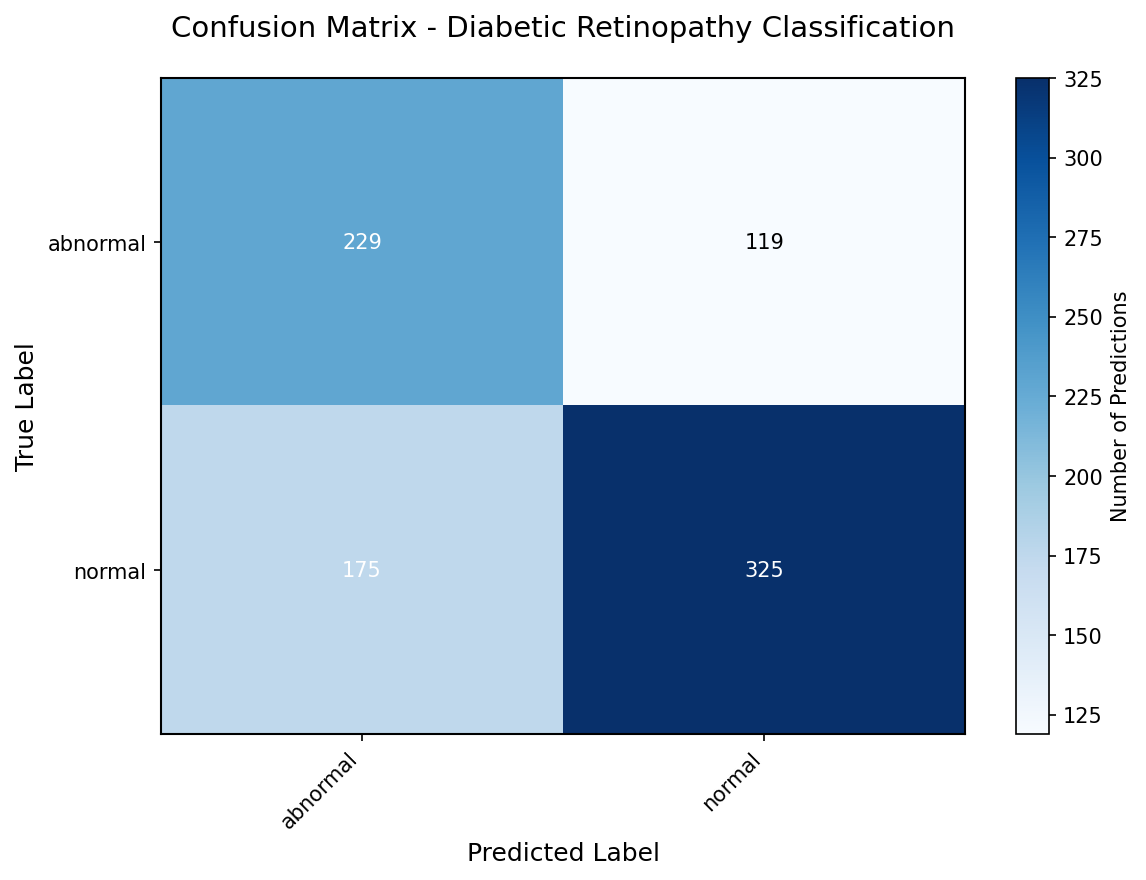 Confusion Matrix - Diabetic Retinopathy Classification
True Label
abnormal
229
119
normal
175
325
abnormal
normal
Predicted Label
325
300
275
250
225
200
175
150
125
Number of Predictions